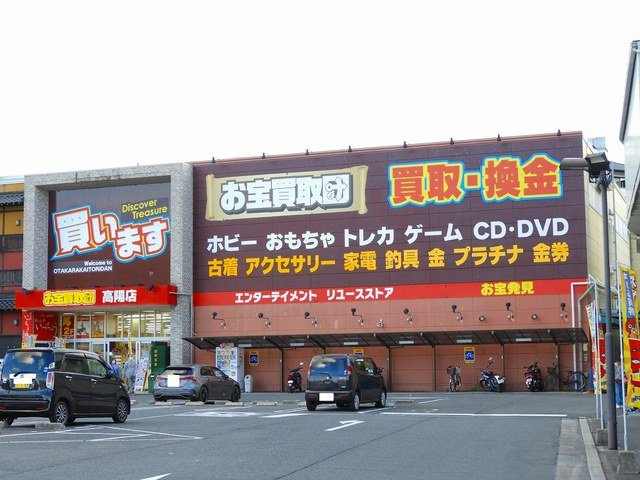 お宝買取団
買取・換金
Discover
Treasure
買います
Welcome to
OTAKARAKAITORIDAN
ホビー おもちゃ トレカ ゲーム CD・DVD
古着 アクセサリー 家電 釣具 金 プラチナ 金券
お宝買取団 高陽店
エンターテイメント リユースストア
お宝発見